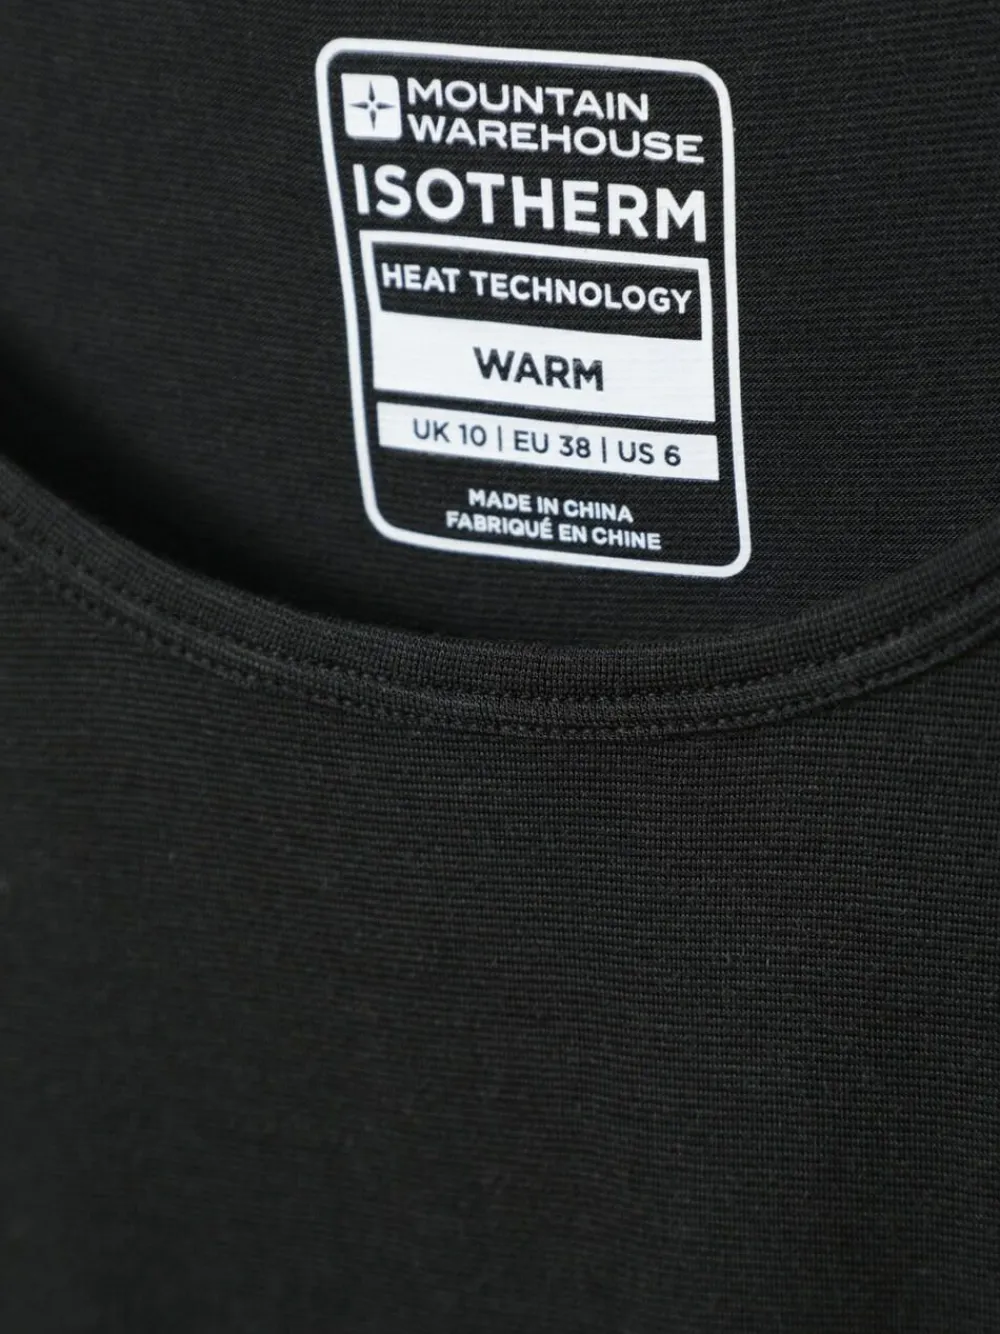 MOUNTAIN
WAREHOUSE
ISOTHERM
HEAT TECHNOLOGY
WARM
UK 10 | EU 38 | US 6
MADE IN CHINA
FABRIQUÉ EN CHINE